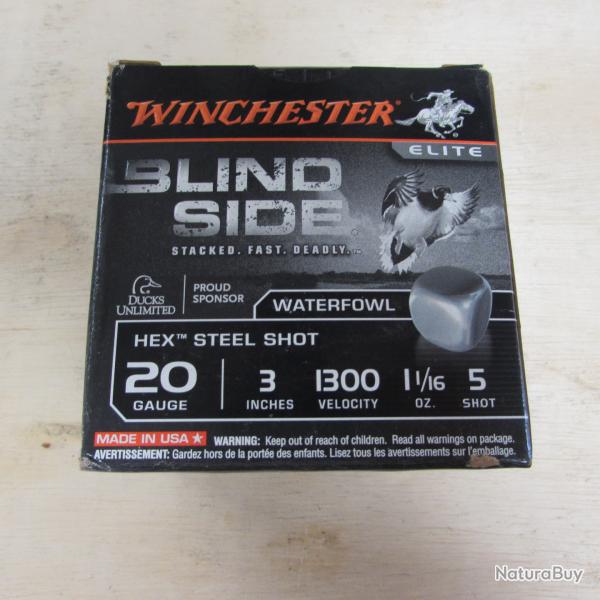 WINCHESTER®
ELITE
BLIND
SIDE®
STACKED. FAST. DEADLY.™
DUCKS
UNLIMITED
PROUD
SPONSOR
WATERFOWL
HEX™ STEEL SHOT
20
GAUGE
3
INCHES
1300
VELOCITY
1 1/16
OZ.
5
SHOT
MADE IN USA
WARNING: Keep out of reach of children. Read all warnings on package.
AVERTISSEMENT: Gardez hors de la portée des enfants. Lisez tous les avertissements sur l'emballage.
NaturaBuy